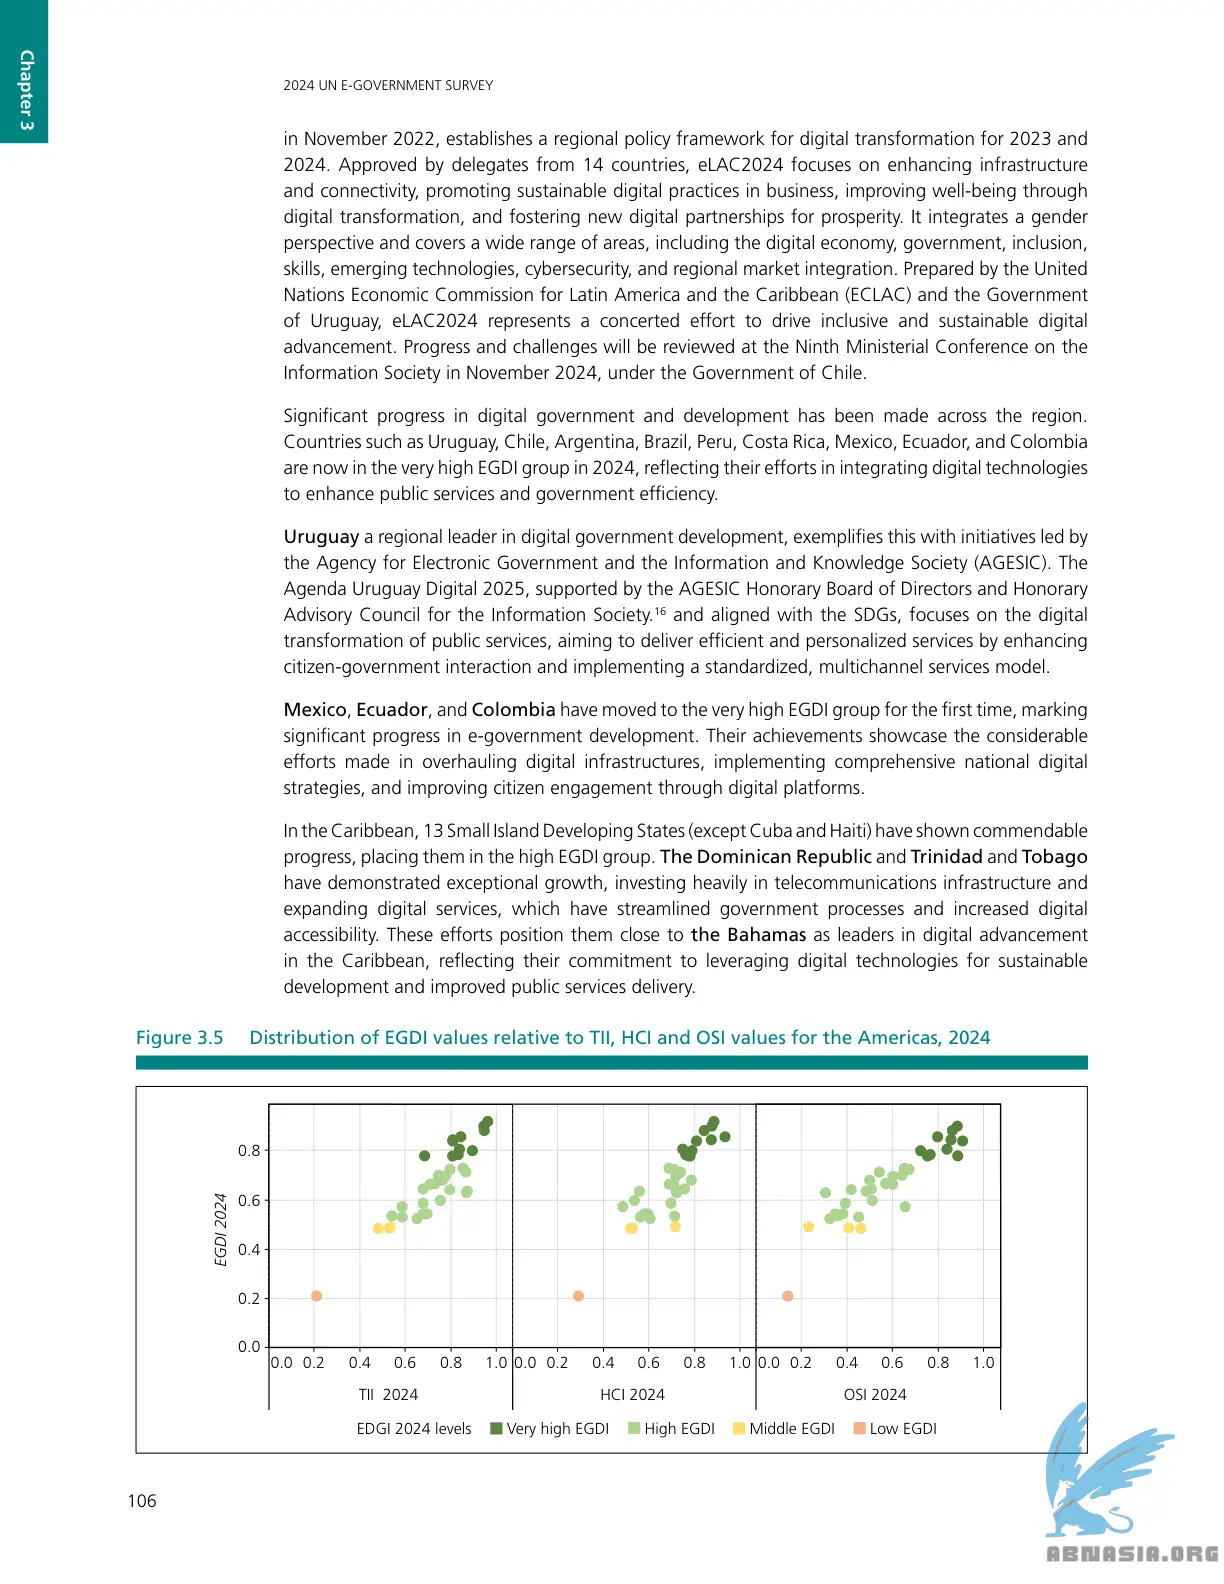 Chapter 3
2024 UN E-GOVERNMENT SURVEY
in November 2022, establishes a regional policy framework for digital transformation for 2023 and
2024. Approved by delegates from 14 countries, eLAC2024 focuses on enhancing infrastructure
and connectivity, promoting sustainable digital practices in business, improving well-being through
digital transformation, and fostering new digital partnerships for prosperity. It integrates a gender
perspective and covers a wide range of areas, including the digital economy, government, inclusion,
skills, emerging technologies, cybersecurity, and regional market integration. Prepared by the United
Nations Economic Commission for Latin America and the Caribbean (ECLAC) and the Government
of Uruguay, eLAC2024 represents a concerted effort to drive inclusive and sustainable digital
advancement. Progress and challenges will be reviewed at the Ninth Ministerial Conference on the
Information Society in November 2024, under the Government of Chile.
Significant progress in digital government and development has been made across the region.
Countries such as Uruguay, Chile, Argentina, Brazil, Peru, Costa Rica, Mexico, Ecuador, and Colombia
are now in the very high EGDI group in 2024, reflecting their efforts in integrating digital technologies
to enhance public services and government efficiency.
Uruguay a regional leader in digital government development, exemplifies this with initiatives led by
the Agency for Electronic Government and the Information and Knowledge Society (AGESIC). The
Agenda Uruguay Digital 2025, supported by the AGESIC Honorary Board of Directors and Honorary
Advisory Council for the Information Society.16 and aligned with the SDGs, focuses on the digital
transformation of public services, aiming to deliver efficient and personalized services by enhancing
citizen-government interaction and implementing a standardized, multichannel services model.
Mexico, Ecuador, and Colombia have moved to the very high EGDI group for the first time, marking
significant progress in e-government development. Their achievements showcase the considerable
efforts made in overhauling digital infrastructures, implementing comprehensive national digital
strategies, and improving citizen engagement through digital platforms.
In the Caribbean, 13 Small Island Developing States (except Cuba and Haiti) have shown commendable
progress, placing them in the high EGDI group. The Dominican Republic and Trinidad and Tobago
have demonstrated exceptional growth, investing heavily in telecommunications infrastructure and
expanding digital services, which have streamlined government processes and increased digital
accessibility. These efforts position them close to the Bahamas as leaders in digital advancement
in the Caribbean, reflecting their commitment to leveraging digital technologies for sustainable
development and improved public services delivery.
Figure 3.5 Distribution of EGDI values relative to TII, HCI and OSI values for the Americas, 2024
EGDI 2024
0.8
0.6
0.4
0.2
0.0
0.0 0.2 0.4 0.6 0.8 1.0 0.0 0.2 0.4 0.6 0.8 1.0 0.0 0.2 0.4 0.6 0.8 1.0
TII 2024 HCI 2024 OSI 2024
EDGI 2024 levels Very high EGDI High EGDI Middle EGDI Low EGDI
106
ABNASIA.ORG